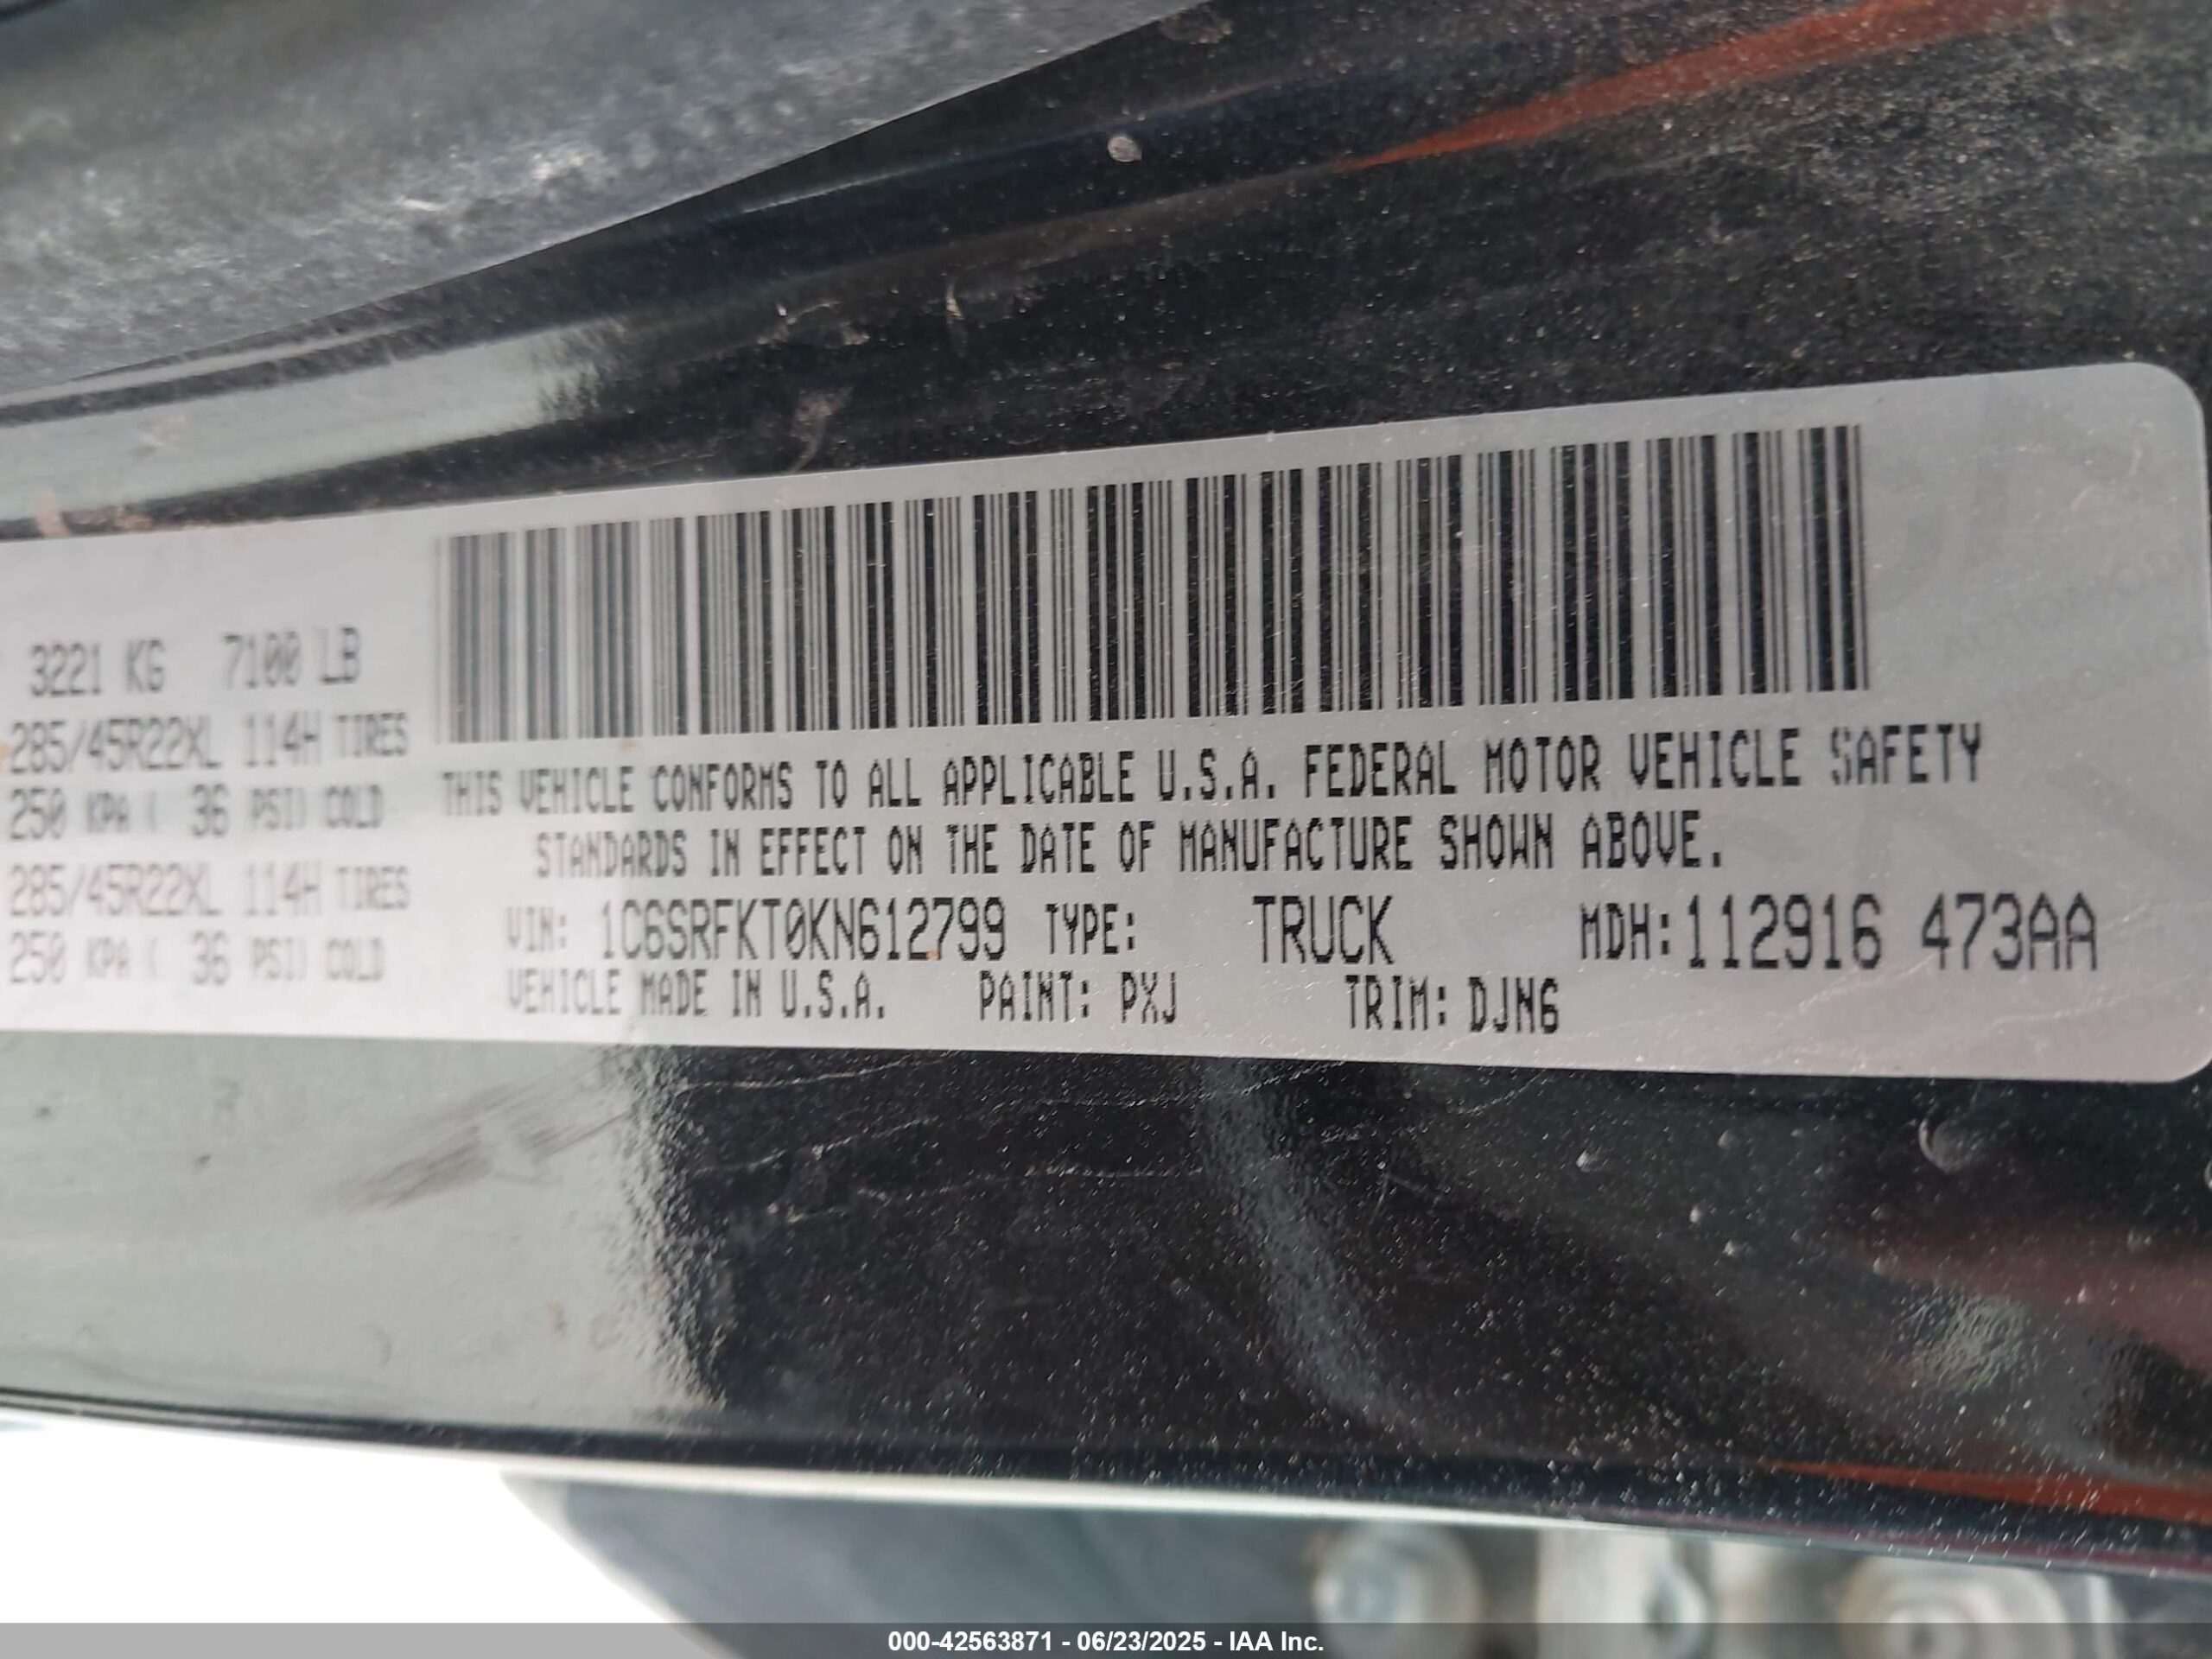 3221 KG 7100 LB
285/45R22XL 114H TIRES
250 KPA ( 36 PSI) COLD
285/45R22XL 114H TIRES
250 KPA ( 36 PSI) COLD
THIS VEHICLE CONFORMS TO ALL APPLICABLE U.S.A. FEDERAL MOTOR VEHICLE SAFETY
STANDARDS IN EFFECT ON THE DATE OF MANUFACTURE SHOWN ABOVE.
VIN: 1C6SRFKT0KN612799 TYPE: TRUCK MDH:112916 473AA
VEHICLE MADE IN U.S.A. PAINT: PXJ TRIM: DJN6
000-42563871 - 06/23/2025 - IAA Inc.